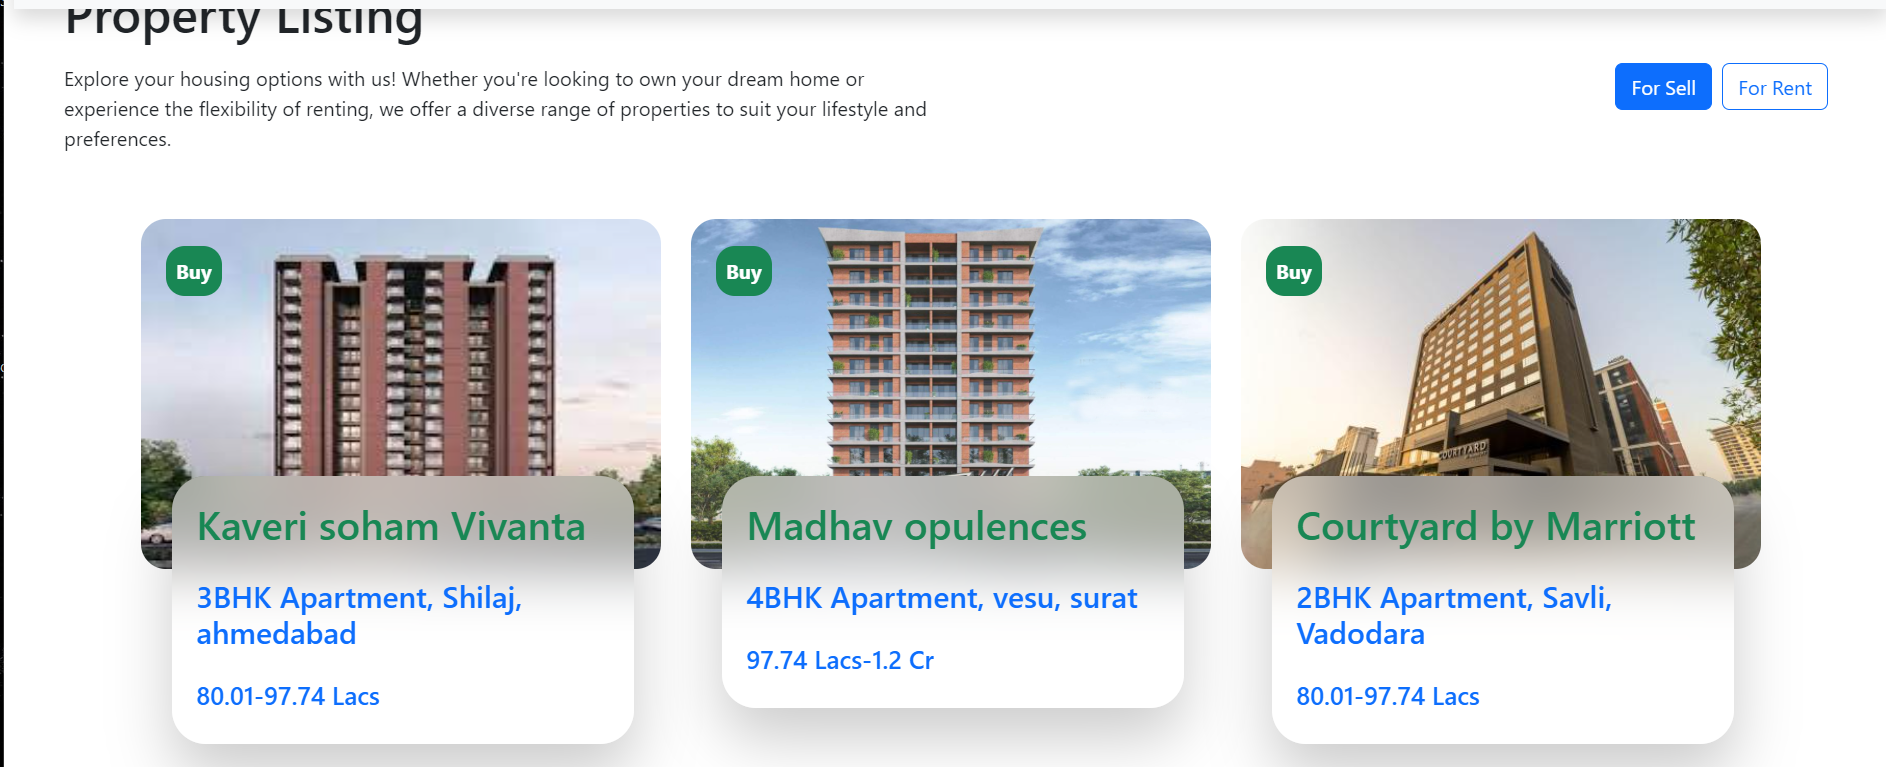 Property Listing
Explore your housing options with us! Whether you're looking to own your dream home or
experience the flexibility of renting, we offer a diverse range of properties to suit your lifestyle and
preferences.
For Sell
For Rent
Buy
Buy
Buy
COURTYARD
Kaveri soham Vivanta
3BHK Apartment, Shilaj,
ahmedabad
80.01-97.74 Lacs
Madhav opulences
4BHK Apartment, vesu, surat
97.74 Lacs-1.2 Cr
Courtyard by Marriott
2BHK Apartment, Savli,
Vadodara
80.01-97.74 Lacs